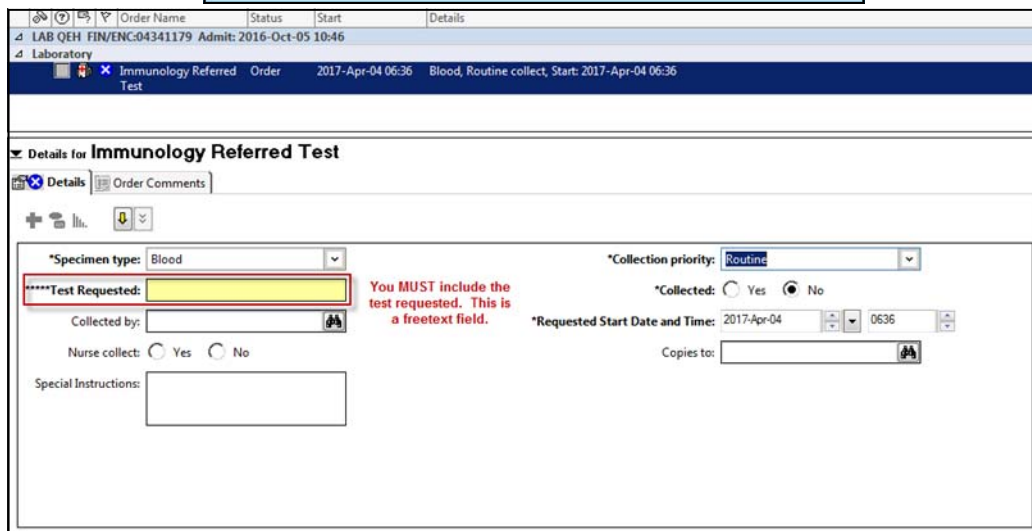 Order Name Status Start Details
LAB QEH FIN/ENC:04341179 Admit: 2016-Oct-05 10:46
Laboratory
Immunology Referred Test Order 2017-Apr-04 06:36 Blood, Routine collect, Start: 2017-Apr-04 06:36
Details for Immunology Referred Test
Details Order Comments
*Specimen type: Blood *Collection priority: Routine
*****Test Requested: You MUST include the test requested. This is a freetext field. *Collected: Yes No
Collected by: *Requested Start Date and Time: 2017-Apr-04 0636
Nurse collect: Yes No Copies to:
Special Instructions: